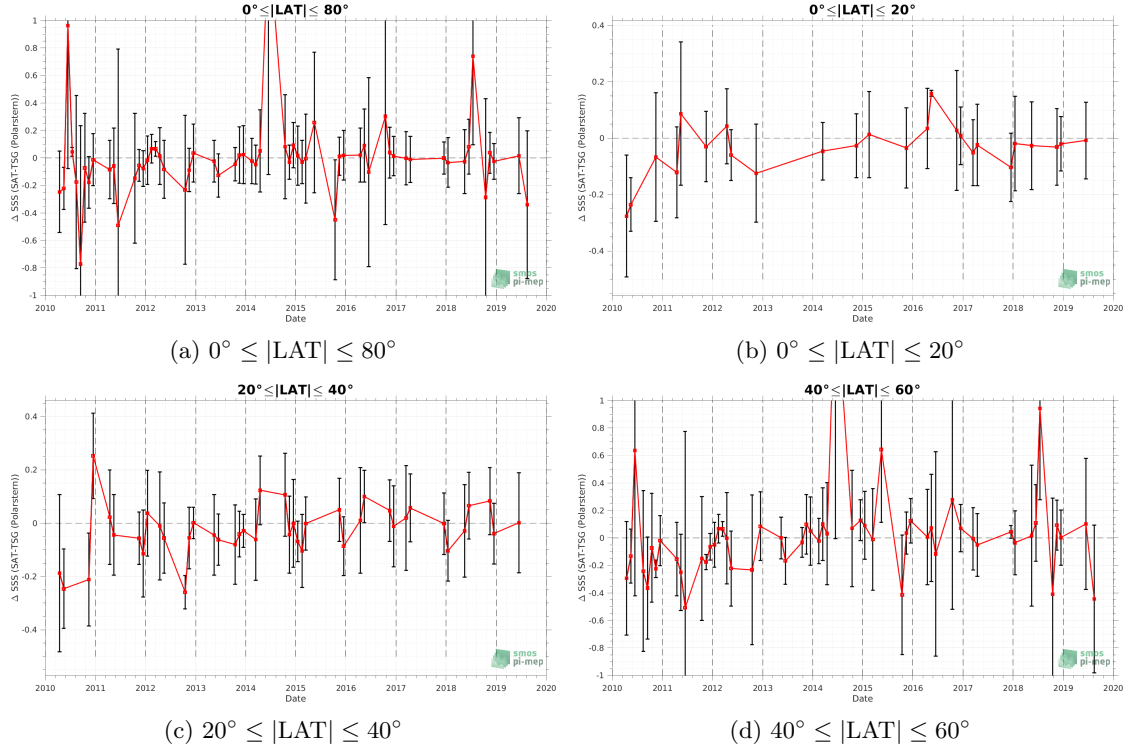 0°≤|LAT|≤ 80°
Δ SSS (SAT-TSG (Polarstern))
1
0.8
0.6
0.4
0.2
0
-0.2
-0.4
-0.6
-0.8
-1
2010 2011 2012 2013 2014 2015 2016 2017 2018 2019 2020
Date
smos
pi-mep
(a) 0° ≤ |LAT| ≤ 80°
0°≤|LAT|≤ 20°
Δ SSS (SAT-TSG (Polarstern))
0.4
0.2
0
-0.2
-0.4
2010 2011 2012 2013 2014 2015 2016 2017 2018 2019 2020
Date
smos
pi-mep
(b) 0° ≤ |LAT| ≤ 20°
20°≤|LAT|≤ 40°
Δ SSS (SAT-TSG (Polarstern))
0.4
0.2
0
-0.2
-0.4
2010 2011 2012 2013 2014 2015 2016 2017 2018 2019 2020
Date
smos
pi-mep
(c) 20° ≤ |LAT| ≤ 40°
40°≤|LAT|≤ 60°
Δ SSS (SAT-TSG (Polarstern))
1
0.8
0.6
0.4
0.2
0
-0.2
-0.4
-0.6
-0.8
-1
2010 2011 2012 2013 2014 2015 2016 2017 2018 2019 2020
Date
smos
pi-mep
(d) 40° ≤ |LAT| ≤ 60°